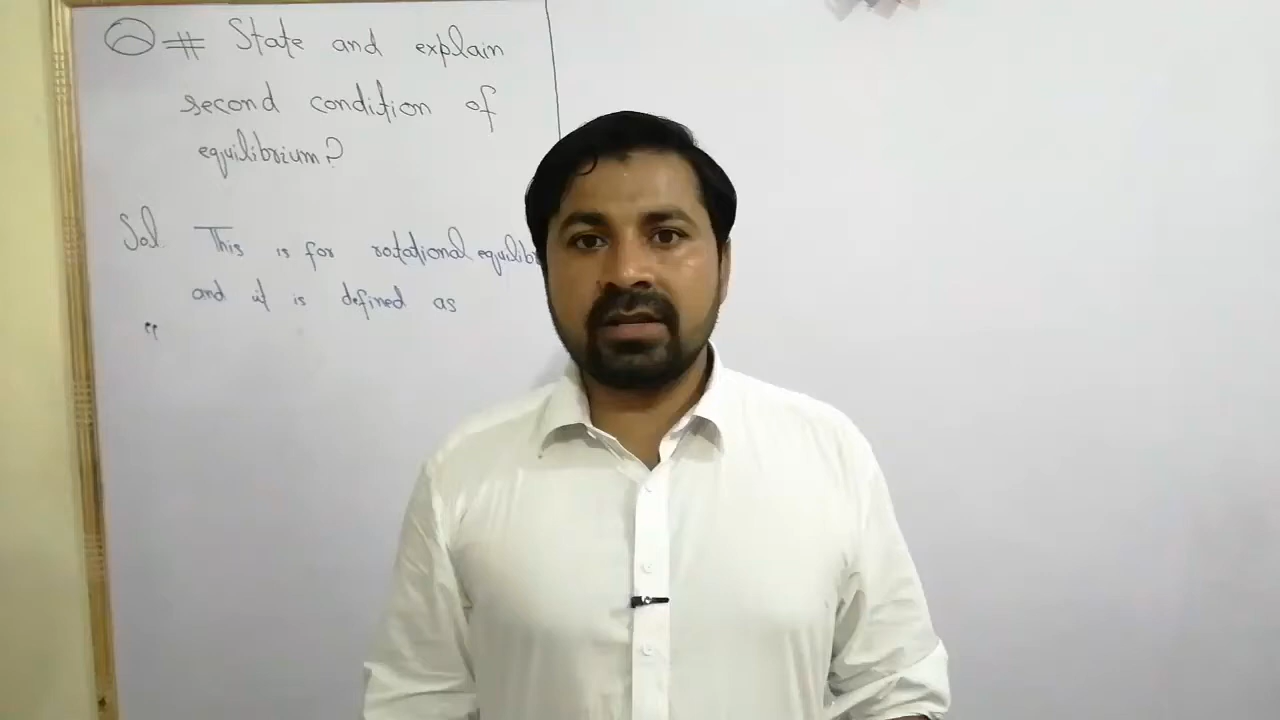 # State and explain
second condition of
equilibrium?
Sol. This is for rotational equilib
and it is defined as
"